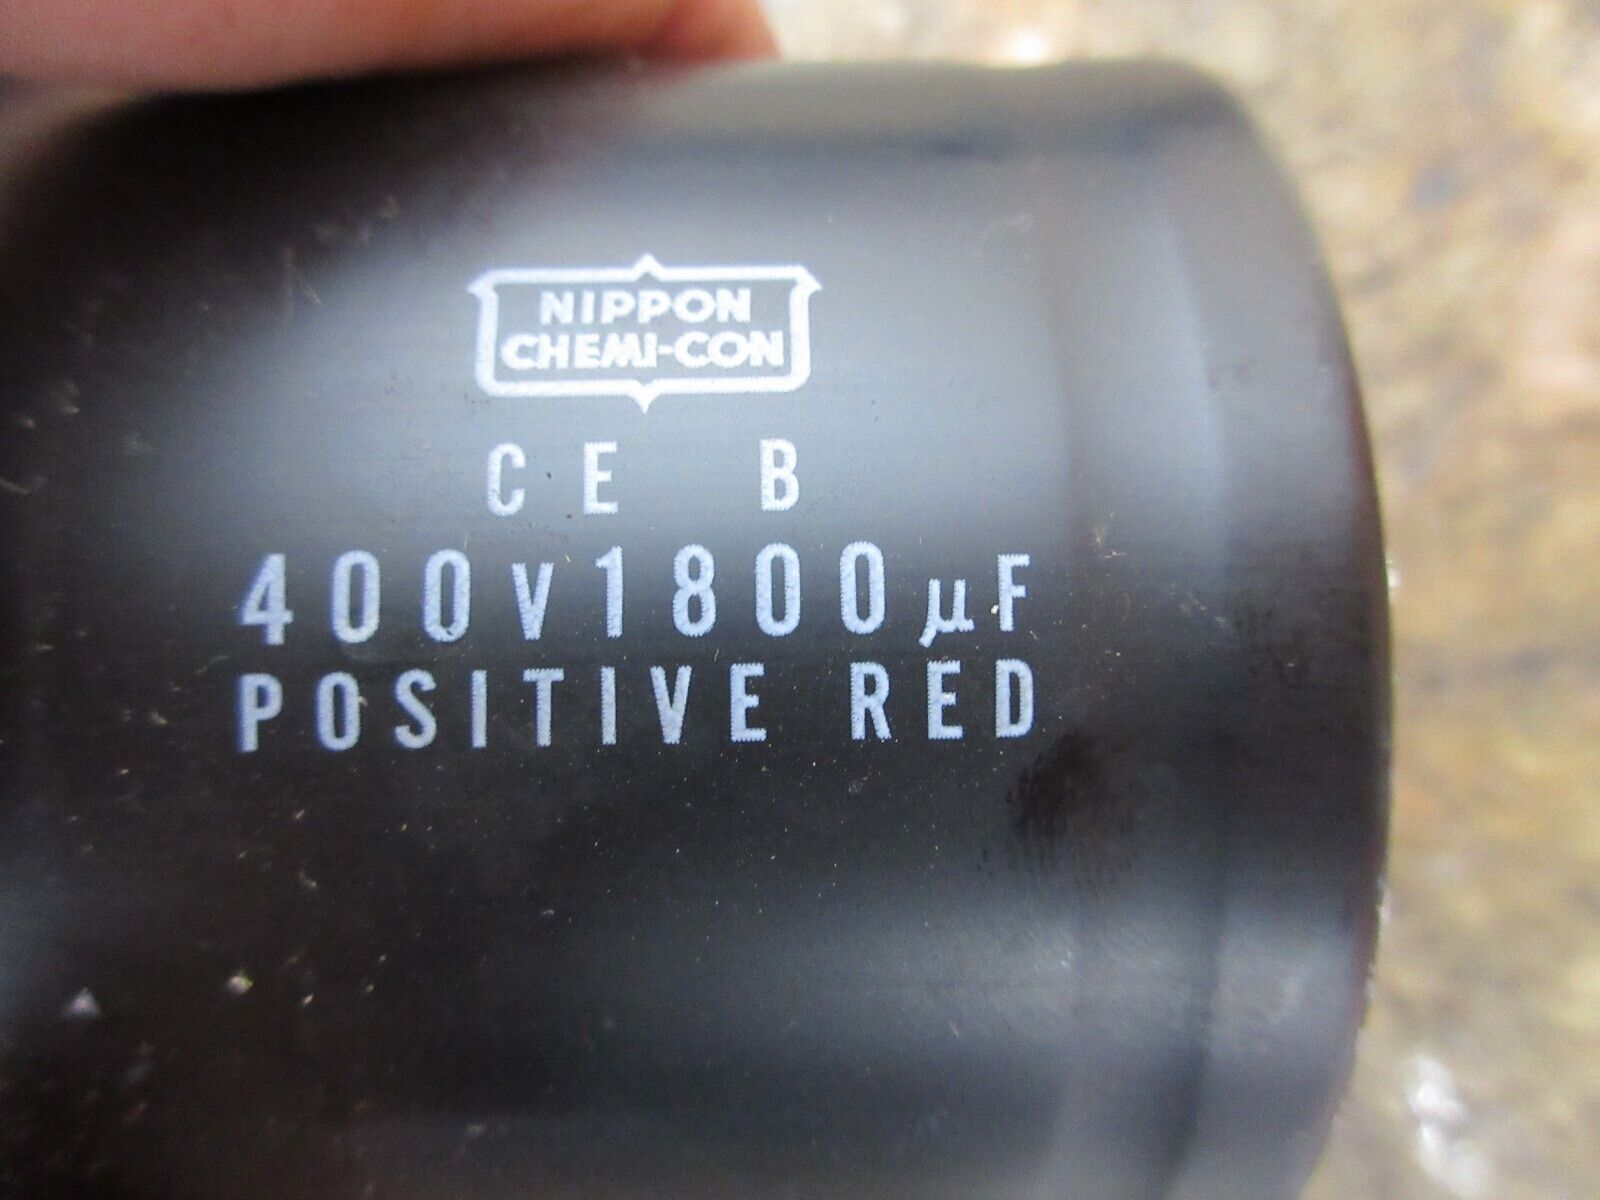 NIPPON
CHEMI-CON
CE B
400V1800µF
POSITIVE RED